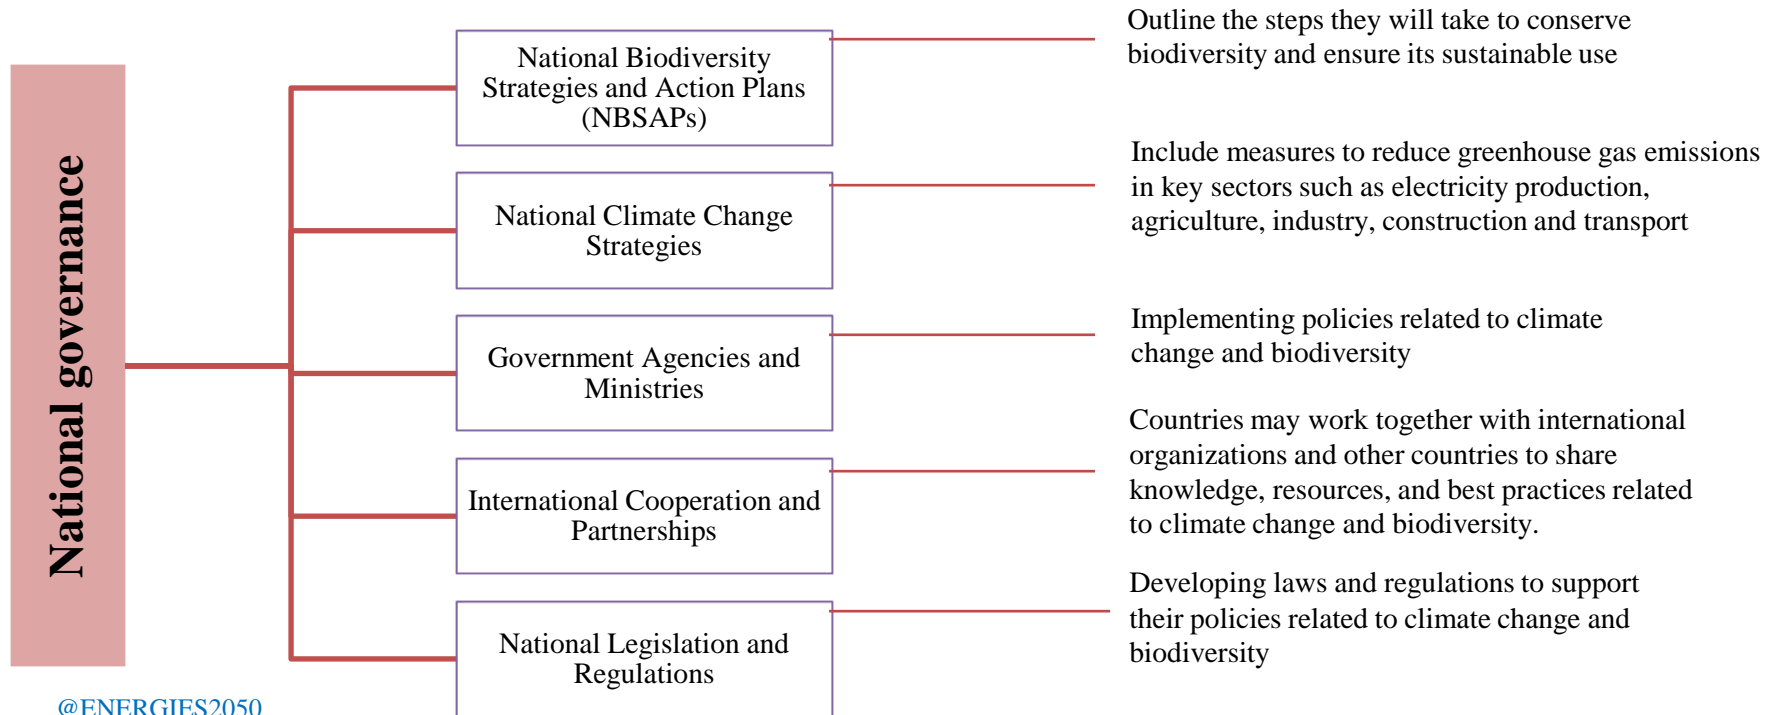 National governance
National Biodiversity
Strategies and Action Plans
(NBSAPs)
Outline the steps they will take to conserve
biodiversity and ensure its sustainable use
National Climate Change
Strategies
Include measures to reduce greenhouse gas emissions
in key sectors such as electricity production,
agriculture, industry, construction and transport
Government Agencies and
Ministries
Implementing policies related to climate
change and biodiversity
International Cooperation and
Partnerships
Countries may work together with international
organizations and other countries to share
knowledge, resources, and best practices related
to climate change and biodiversity.
National Legislation and
Regulations
Developing laws and regulations to support
their policies related to climate change and
biodiversity
@ENERGIES2050